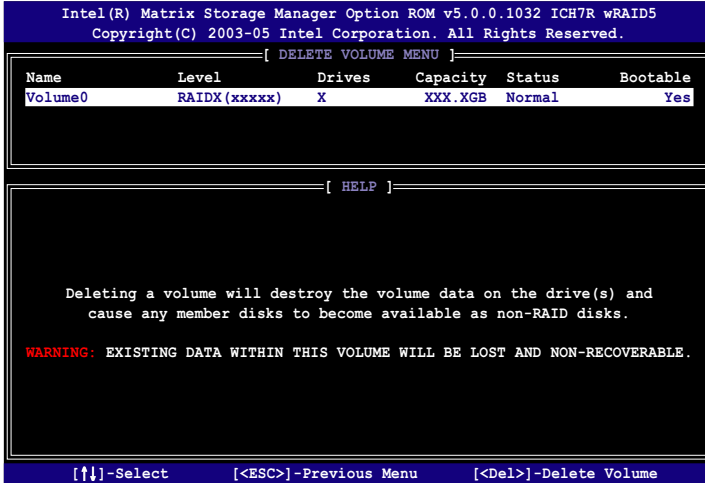 Intel(R) Matrix Storage Manager Option ROM v5.0.0.1032 ICH7R wRAID5
Copyright(C) 2003-05 Intel Corporation. All Rights Reserved.
[ DELETE VOLUME MENU ]
Name Level Drives Capacity Status Bootable
Volume0 RAIDX(xxxxx) X XXX.XGB Normal Yes
[ HELP ]
Deleting a volume will destroy the volume data on the drive(s) and
cause any member disks to become available as non-RAID disks.
WARNING: EXISTING DATA WITHIN THIS VOLUME WILL BE LOST AND NON-RECOVERABLE.
[↑↓]-Select [<ESC>]-Previous Menu [<Del>]-Delete Volume